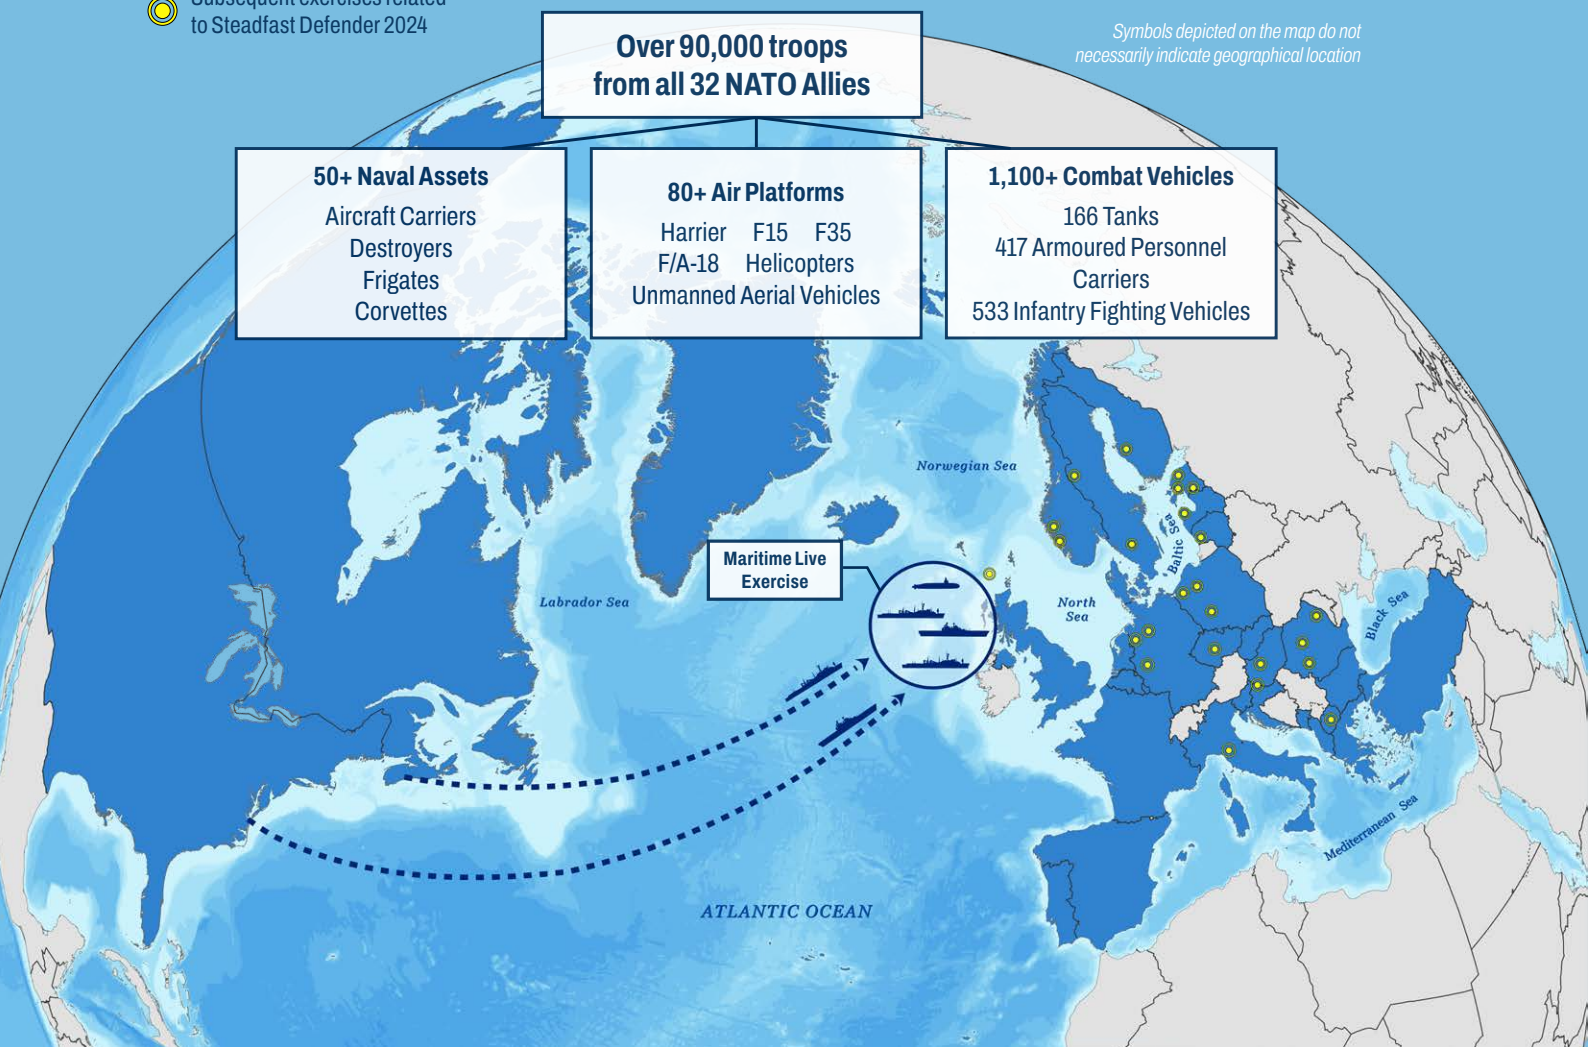 Subsequent exercises related
to Steadfast Defender 2024
Symbols depicted on the map do not
necessarily indicate geographical location
Over 90,000 troops
from all 32 NATO Allies
50+ Naval Assets
Aircraft Carriers
Destroyers
Frigates
Corvettes
80+ Air Platforms
Harrier F15 F35
F/A-18 Helicopters
Unmanned Aerial Vehicles
1,100+ Combat Vehicles
166 Tanks
417 Armoured Personnel
Carriers
533 Infantry Fighting Vehicles
Norwegian Sea
Baltic Sea
Maritime Live
Exercise
Labrador Sea
North
Sea
Black Sea
Mediterranean Sea
ATLANTIC OCEAN